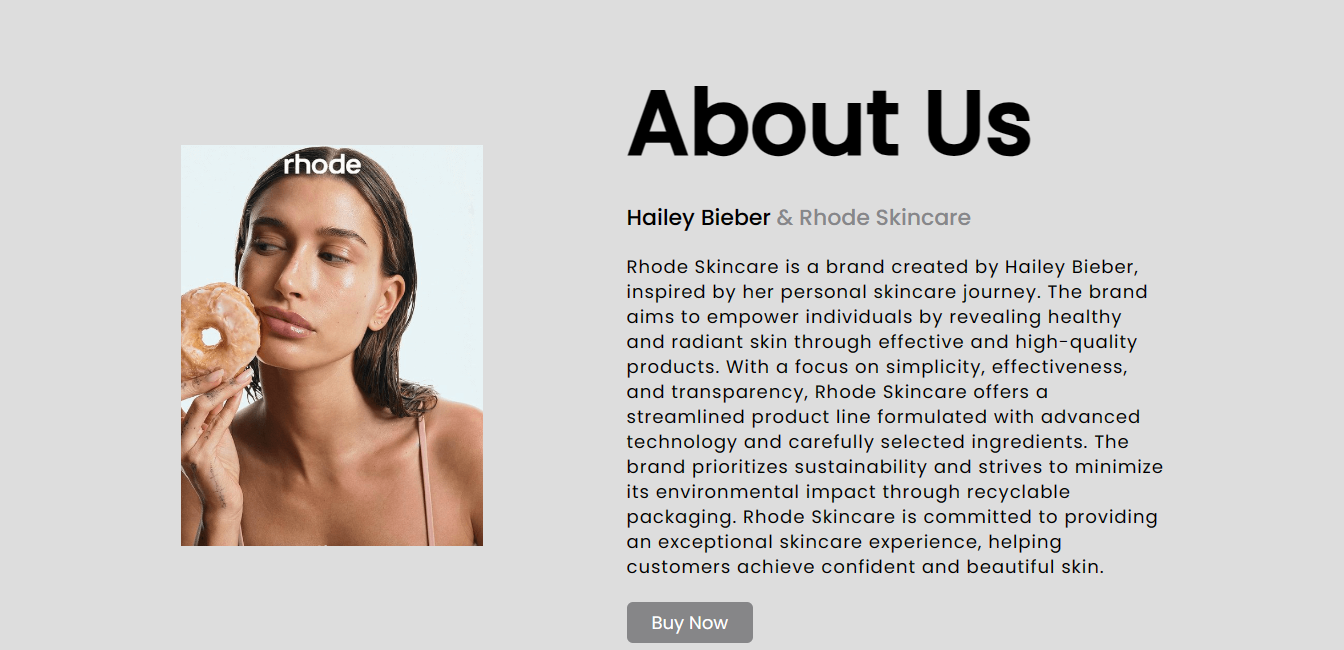 rhode
About Us
Hailey Bieber & Rhode Skincare
Rhode Skincare is a brand created by Hailey Bieber,
inspired by her personal skincare journey. The brand
aims to empower individuals by revealing healthy
and radiant skin through effective and high-quality
products. With a focus on simplicity, effectiveness,
and transparency, Rhode Skincare offers a
streamlined product line formulated with advanced
technology and carefully selected ingredients. The
brand prioritizes sustainability and strives to minimize
its environmental impact through recyclable
packaging. Rhode Skincare is committed to providing
an exceptional skincare experience, helping
customers achieve confident and beautiful skin.
Buy Now